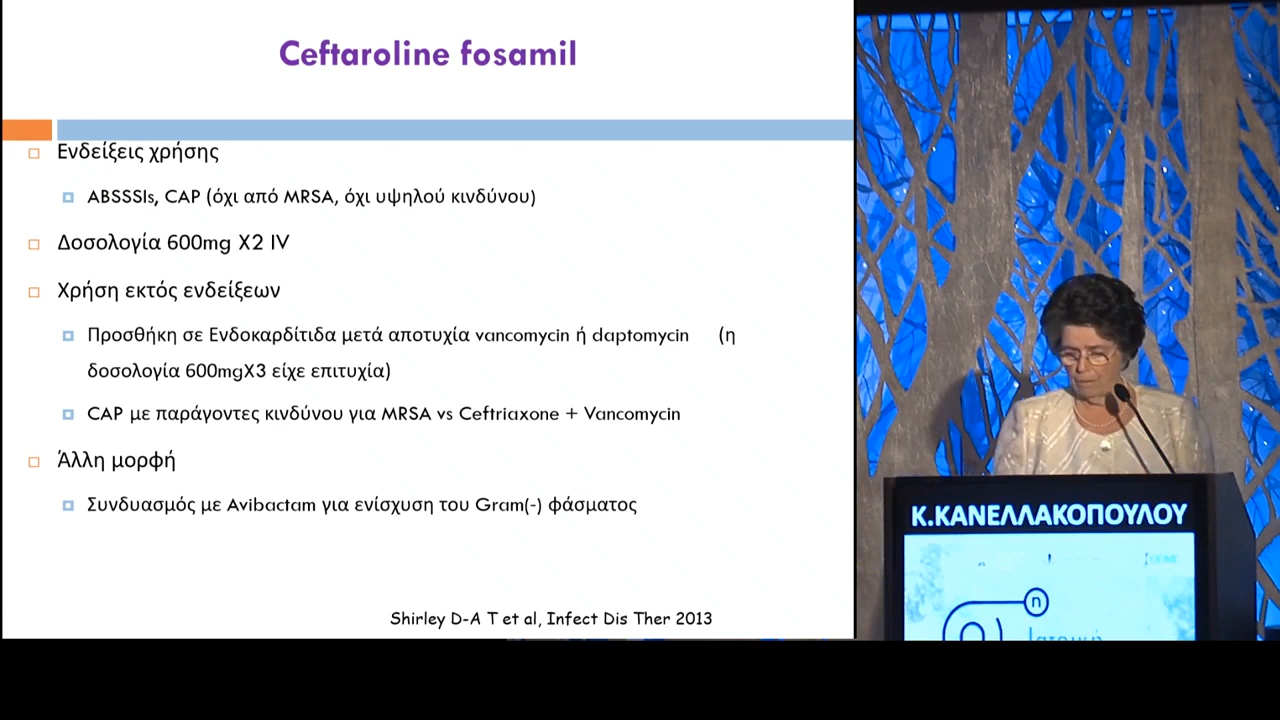 Ceftaroline fosamil
Ενδείξεις χρήσης
ABSSSIs, CAP (όχι από MRSA, όχι υψηλού κινδύνου)
Δοσολογία 600mg X2 IV
Χρήση εκτός ενδείξεων
Προσθήκη σε Ενδοκαρδίτιδα μετά αποτυχία vancomycin ή daptomycin (η
δοσολογία 600mgX3 είχε επιτυχία)
CAP με παράγοντες κινδύνου για MRSA vs Ceftriaxone + Vancomycin
Άλλη μορφή
Συνδυασμός με Avibactam για ενίσχυση του Gram(-) φάσματος
Shirley D-A T et al, Infect Dis Ther 2013
Κ.ΚΑΝΕΛΛΑΚΟΠΟΥΛΟΥ
η
Ιατρική